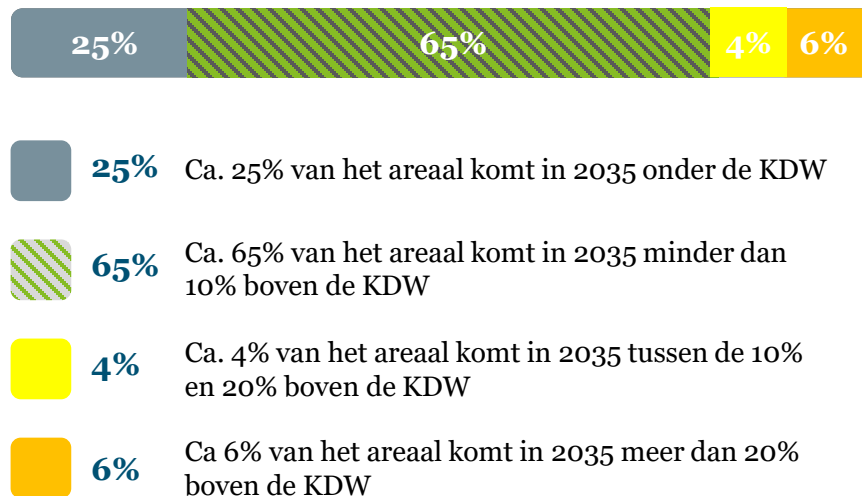 25% 65% 4% 6%
25% Ca. 25% van het areaal komt in 2035 onder de KDW
65% Ca. 65% van het areaal komt in 2035 minder dan
10% boven de KDW
4% Ca. 4% van het areaal komt in 2035 tussen de 10%
en 20% boven de KDW
6% Ca 6% van het areaal komt in 2035 meer dan 20%
boven de KDW